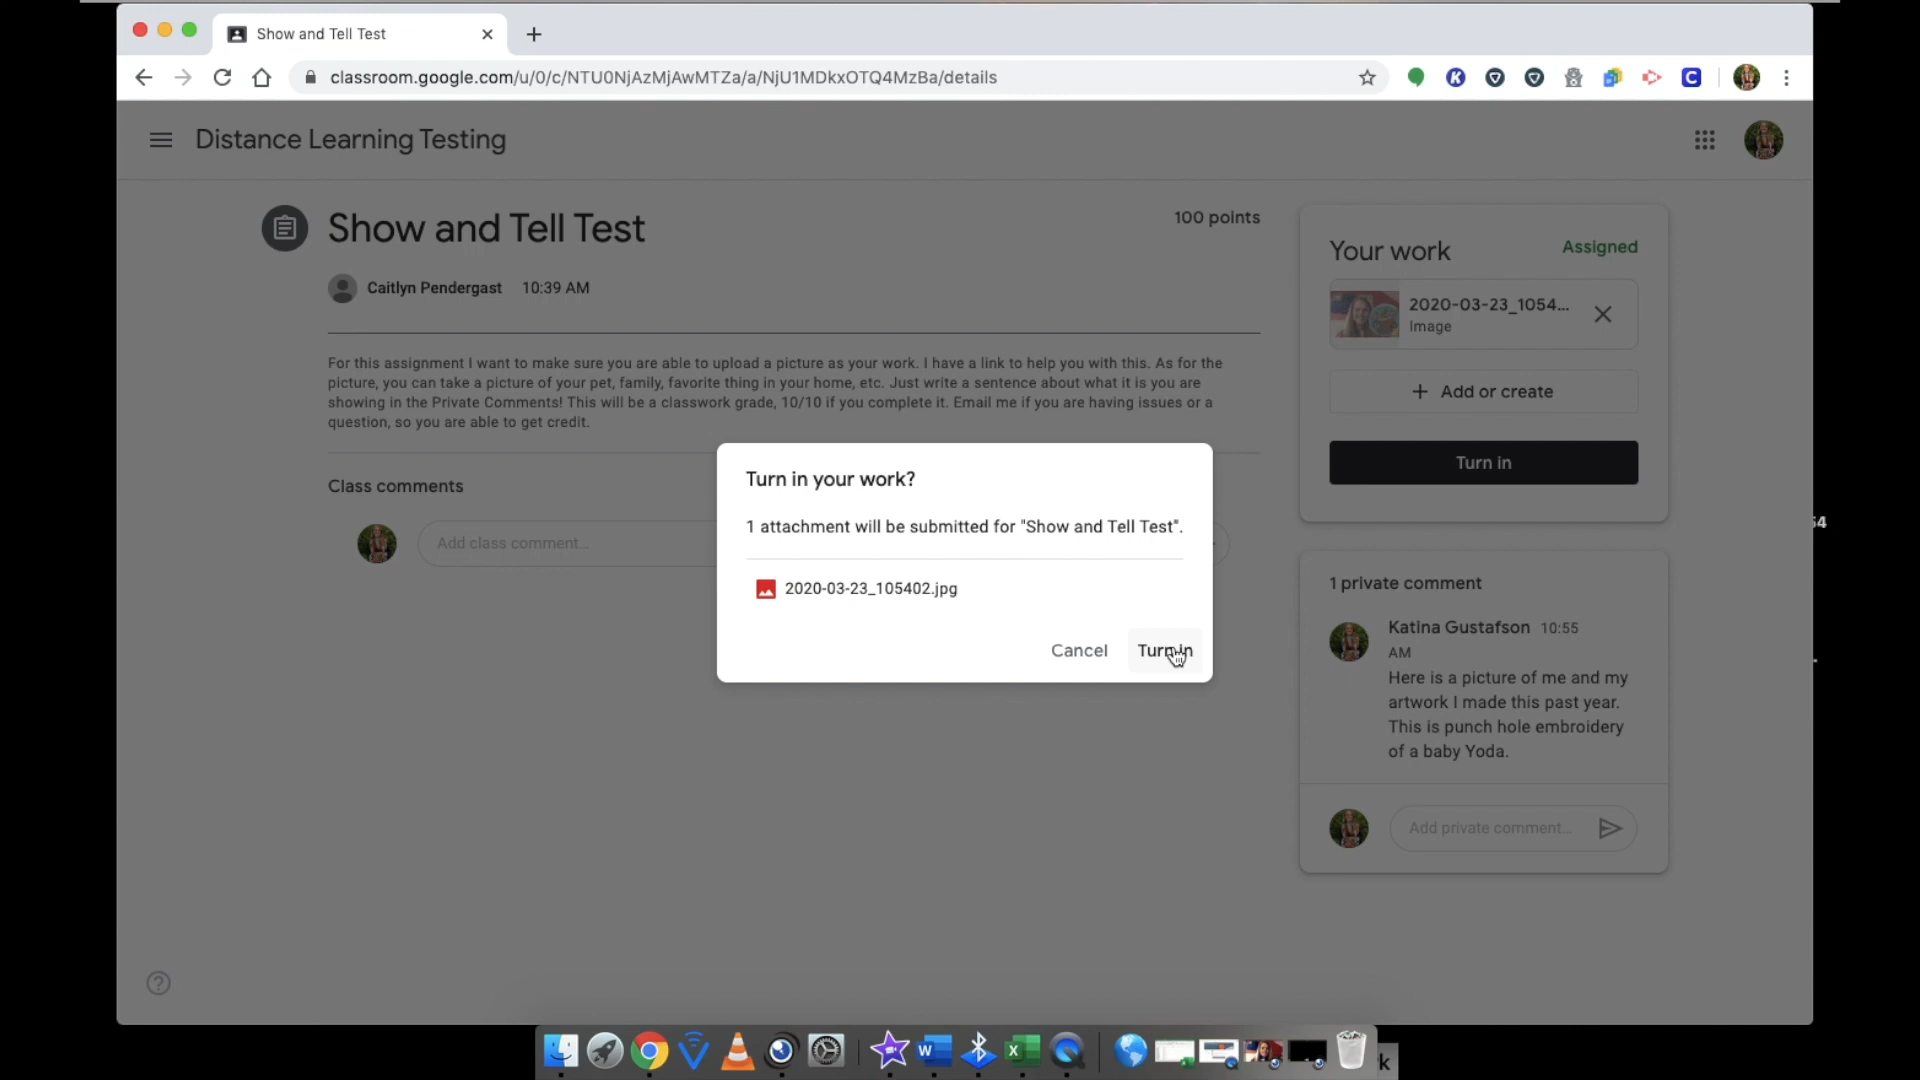 Show and Tell Test
classroom.google.com/u/0/c/NTU0NjAzMjAwMTZa/a/NjU1MDkxOTQ4MzBa/details
K
C
Distance Learning Testing
Show and Tell Test
100 points
Caitlyn Pendergast 10:39 AM
For this assignment I want to make sure you are able to upload a picture as your work. I have a link to help you with this. As for the
picture, you can take a picture of your pet, family, favorite thing in your home, etc. Just write a sentence about what it is you are
showing in the Private Comments! This will be a classwork grade, 10/10 if you complete it. Email me if you are having issues or a
question, so you are able to get credit.
Class comments
Add class comment...
Turn in your work?
1 attachment will be submitted for "Show and Tell Test".
2020-03-23_105402.jpg
Cancel
Turn in
Your work
Assigned
2020-03-23_1054...
Image
+ Add or create
Turn in
1 private comment
Katina Gustafson 10:55
AM
Here is a picture of me and my
artwork I made this past year.
This is punch hole embroidery
of a baby Yoda.
Add private comment...
54
?
W
X
k